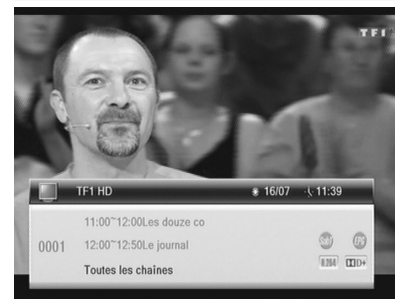 TF1
TF1 HD 16/07 11:39
11:00~12:00Les douze co
0001 12:00~12:50Le journal
Toutes les chaînes
Sub) EPG
H.264 D+